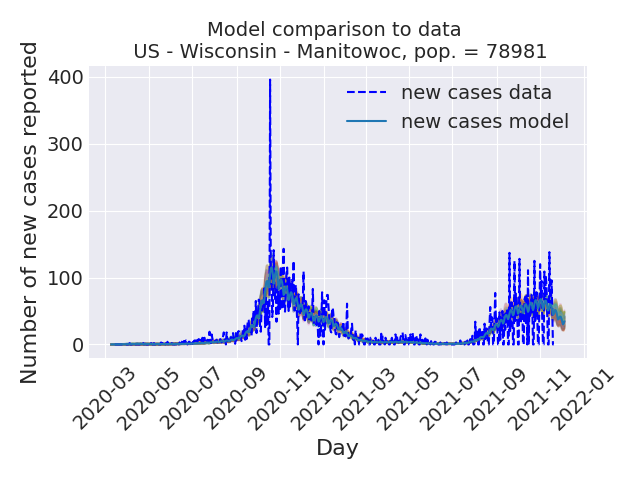 Model comparison to data
US - Wisconsin - Manitowoc, pop. = 78981
Number of new cases reported
400
300
200
100
0
new cases data
new cases model
2020-03
2020-05
2020-07
2020-09
2020-11
2021-01
2021-03
2021-05
2021-07
2021-09
2021-11
2022-01
Day